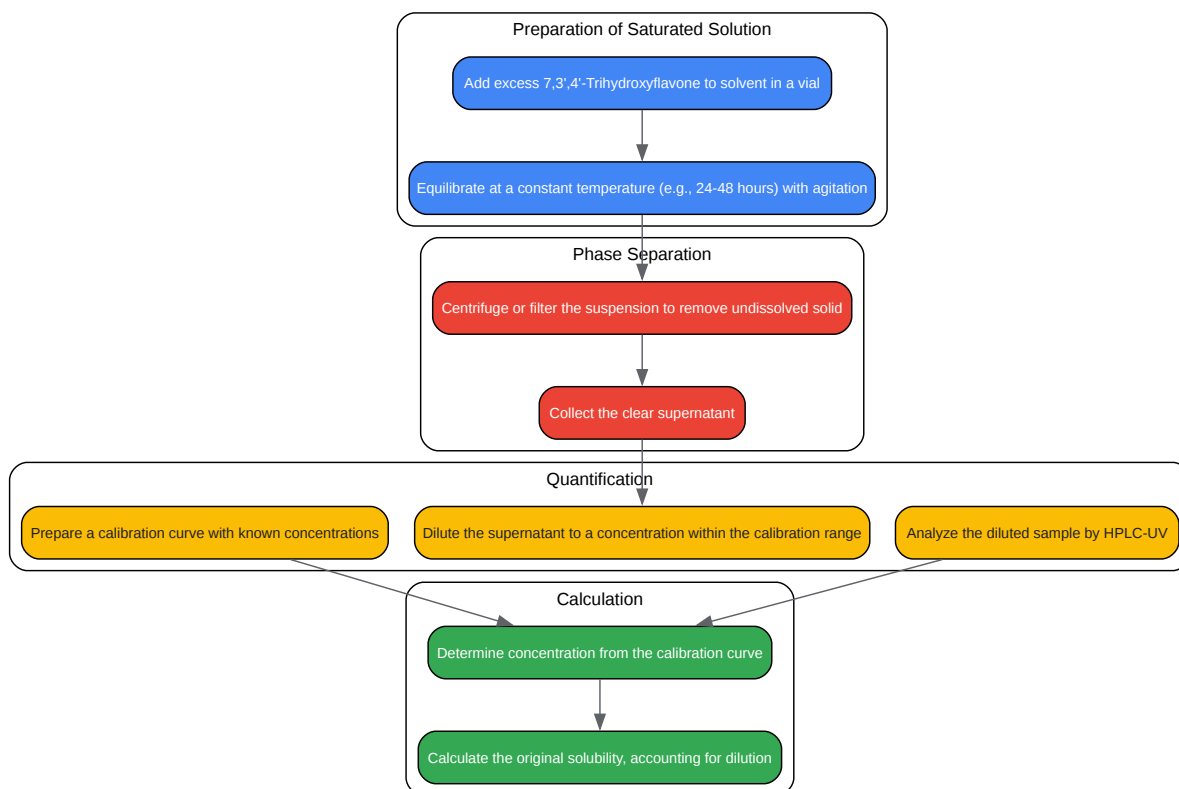 Preparation of Saturated Solution
Add excess 7,3',4'-Trihydroxyflavone to solvent in a vial
Equilibrate at a constant temperature (e.g., 24-48 hours) with agitation
Phase Separation
Centrifuge or filter the suspension to remove undissolved solid
Collect the clear supernatant
Quantification
Prepare a calibration curve with known concentrations
Dilute the supernatant to a concentration within the calibration range
Analyze the diluted sample by HPLC-UV
Calculation
Determine concentration from the calibration curve
Calculate the original solubility, accounting for dilution